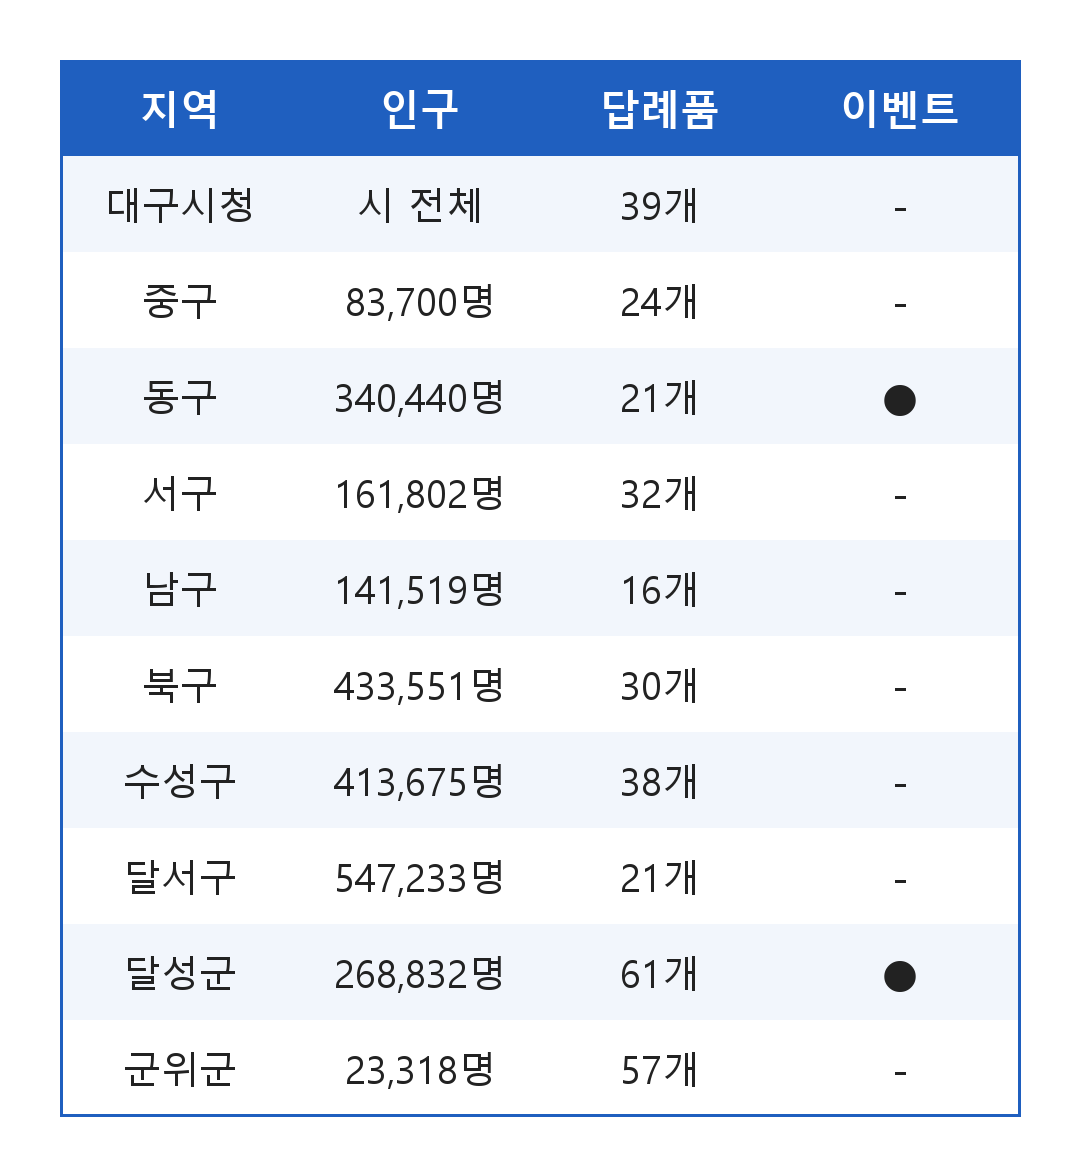 지역 인구 답례품 이벤트
대구시청 시 전체 39개 -
중구 83,700명 24개 -
동구 340,440명 21개 ●
서구 161,802명 32개 -
남구 141,519명 16개 -
북구 433,551명 30개 -
수성구 413,675명 38개 -
달서구 547,233명 21개 -
달성군 268,832명 61개 ●
군위군 23,318명 57개 -